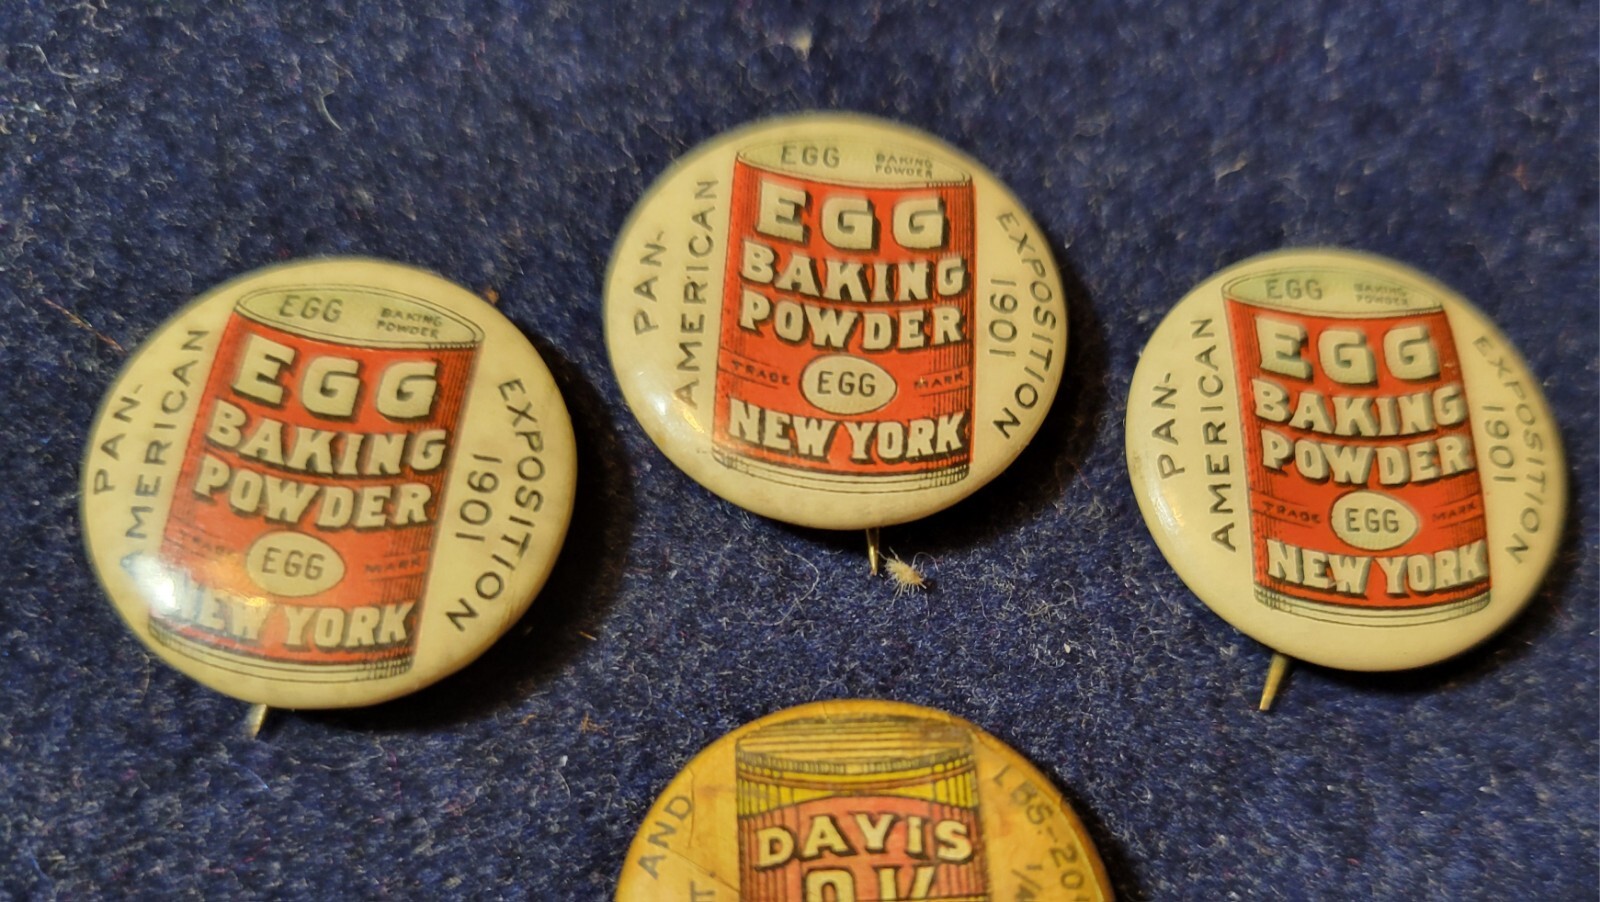 EGG BAKING POWDER
EGG
BAKING
POWDER
TRADE EGG MARK
NEW YORK
PAN-
AMERICAN
EXPOSITION
1901
EGG BAKING POWDER
EGG
BAKING
POWDER
TRADE EGG MARK
NEW YORK
PAN-
AMERICAN
EXPOSITION
1901
EGG BAKING POWDER
EGG
BAKING
POWDER
TRADE EGG MARK
NEW YORK
PAN-
AMERICAN
EXPOSITION
1901
AND
DAVIS
O.K.
LBS.-20